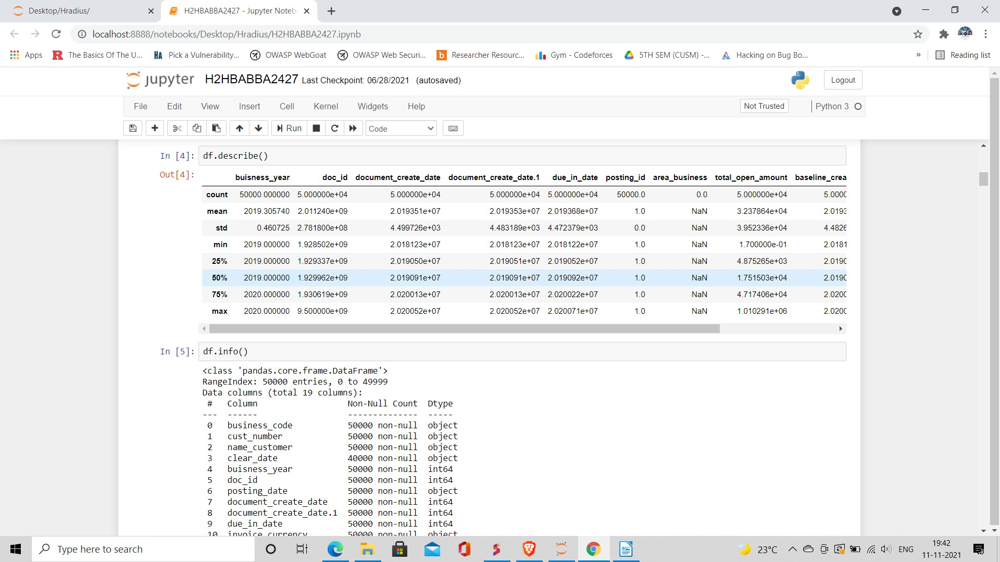 Desktop/Hradius/
H2HBABBA2427 - Jupyter Noteb
localhost:8888/notebooks/Desktop/Hradius/H2HBABBA2427.ipynb
Apps The Basics Of The U... Pick a Vulnerability... OWASP WebGoat OWASP Web Securi... Researcher Resourc... Gym - Codeforces 5TH SEM (CUSM) -... Hacking on Bug Bo... » Reading list
jupyter H2HBABBA2427 Last Checkpoint: 06/28/2021 (autosaved) Logout
File Edit View Insert Cell Kernel Widgets Help Not Trusted Python 3
Run Code
In [4]: df.describe()
Out[4]:
buisness_year doc_id document_create_date document_create_date.1 due_in_date posting_id area_business total_open_amount baseline_crea
count 50000.000000 5.000000e+04 5.000000e+04 5.000000e+04 5.000000e+04 50000.0 0.0 5.000000e+04 5.0000
mean 2019.305740 2.011240e+09 2.019351e+07 2.019353e+07 2.019368e+07 1.0 NaN 3.237864e+04 2.0193
std 0.460725 2.781800e+08 4.499726e+03 4.483189e+03 4.472379e+03 0.0 NaN 3.952336e+04 4.4826
min 2019.000000 1.928502e+09 2.018123e+07 2.018123e+07 2.018122e+07 1.0 NaN 1.700000e-01 2.0181
25% 2019.000000 1.929337e+09 2.019050e+07 2.019051e+07 2.019052e+07 1.0 NaN 4.875265e+03 2.0190
50% 2019.000000 1.929962e+09 2.019091e+07 2.019091e+07 2.019092e+07 1.0 NaN 1.751503e+04 2.0190
75% 2020.000000 1.930619e+09 2.020013e+07 2.020013e+07 2.020022e+07 1.0 NaN 4.717406e+04 2.0200
max 2020.000000 9.500000e+09 2.020052e+07 2.020052e+07 2.020071e+07 1.0 NaN 1.010291e+06 2.0200
In [5]: df.info()
<class 'pandas.core.frame.DataFrame'>
RangeIndex: 50000 entries, 0 to 49999
Data columns (total 19 columns):
# Column Non-Null Count Dtype
--- ------ -------------- -----
0 business_code 50000 non-null object
1 cust_number 50000 non-null object
2 name_customer 50000 non-null object
3 clear_date 40000 non-null object
4 buisness_year 50000 non-null int64
5 doc_id 50000 non-null int64
6 posting_date 50000 non-null object
7 document_create_date 50000 non-null int64
8 document_create_date.1 50000 non-null int64
9 due_in_date 50000 non-null int64
10 invoice_currency 50000 non-null object
Type here to search
23°C ENG
19:42
11-11-2021